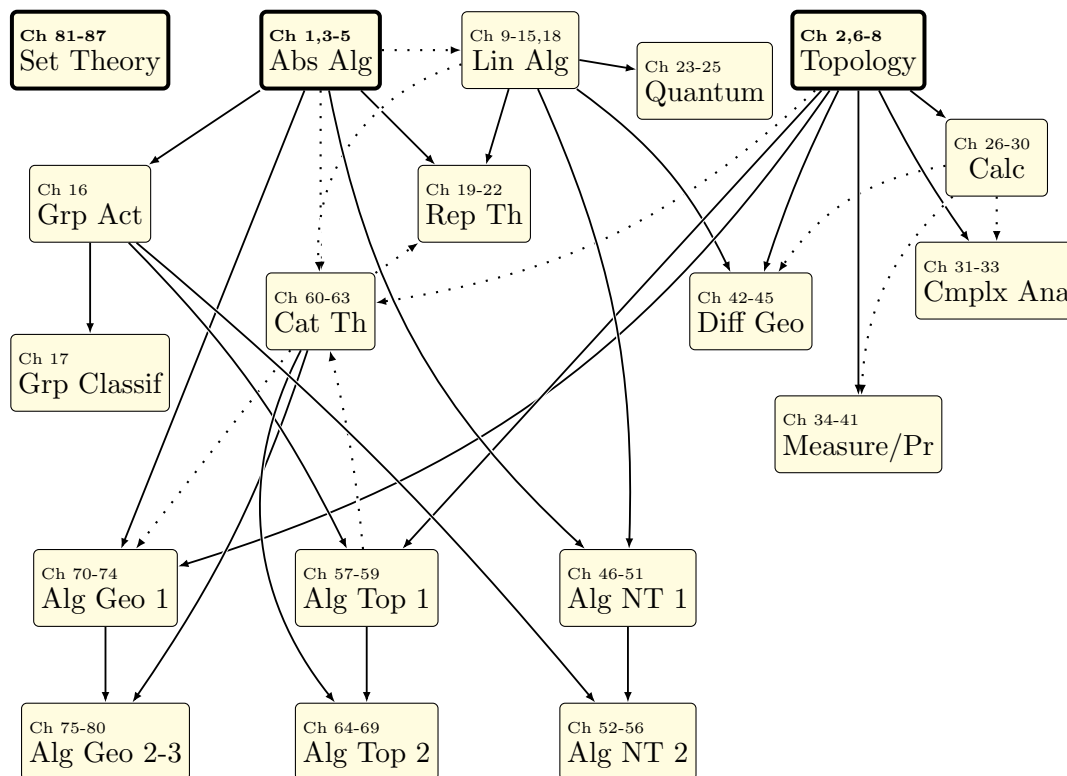 Ch 81-87
Set Theory
Ch 1,3-5
Abs Alg
Ch 9-15,18
Lin Alg
Ch 23-25
Quantum
Ch 2,6-8
Topology
Ch 26-30
Calc
Ch 16
Grp Act
Ch 19-22
Rep Th
Ch 31-33
Cmplx Ana
Ch 60-63
Cat Th
Ch 42-45
Diff Geo
Ch 17
Grp Classif
Ch 34-41
Measure/Pr
Ch 70-74
Alg Geo 1
Ch 57-59
Alg Top 1
Ch 46-51
Alg NT 1
Ch 75-80
Alg Geo 2-3
Ch 64-69
Alg Top 2
Ch 52-56
Alg NT 2